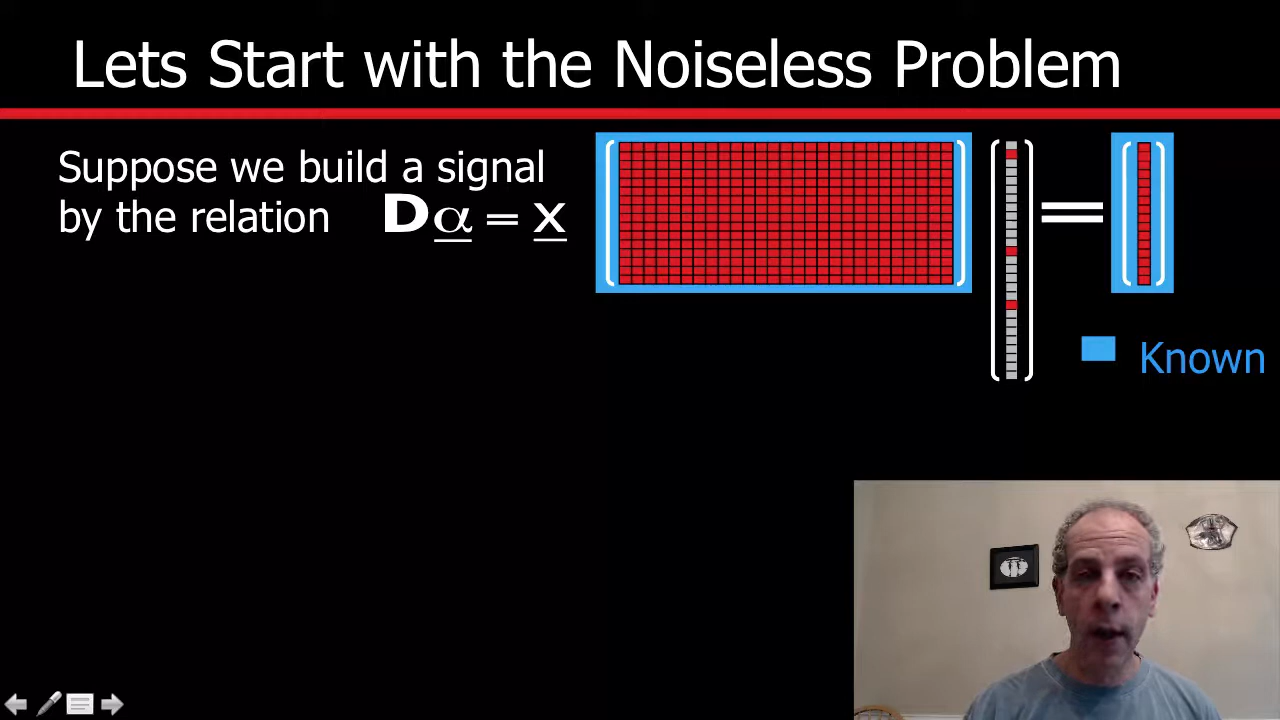 Lets Start with the Noiseless Problem
Suppose we build a signal
by the relation Dα = x
=
Known